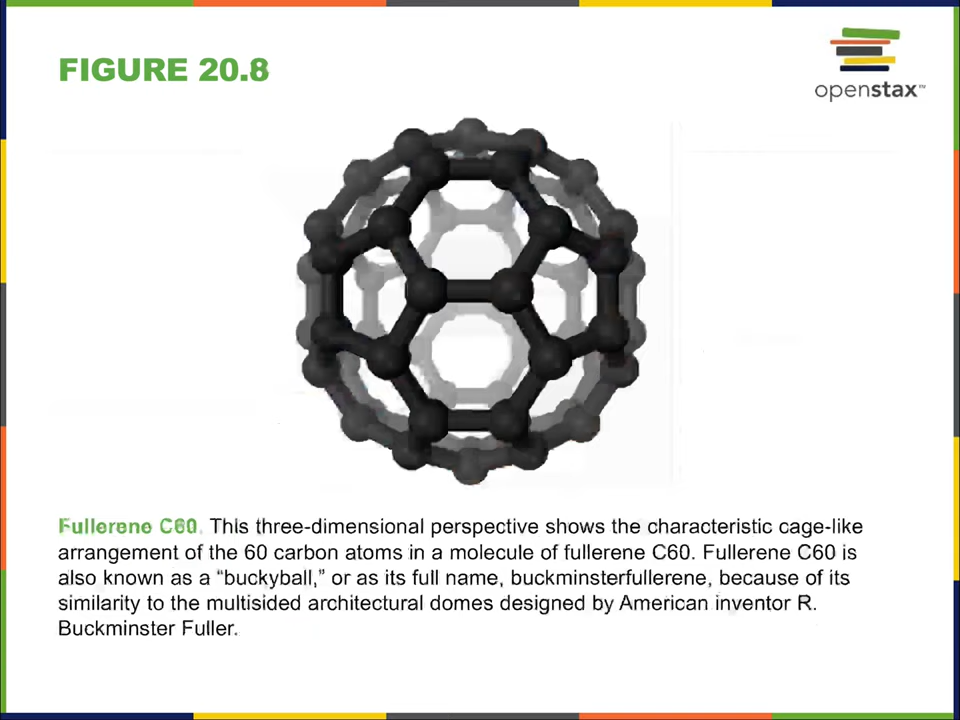 FIGURE 20.8
openstax™
Fullerene C60. This three-dimensional perspective shows the characteristic cage-like
arrangement of the 60 carbon atoms in a molecule of fullerene C60. Fullerene C60 is
also known as a “buckyball,” or as its full name, buckminsterfullerene, because of its
similarity to the multisided architectural domes designed by American inventor R.
Buckminster Fuller.